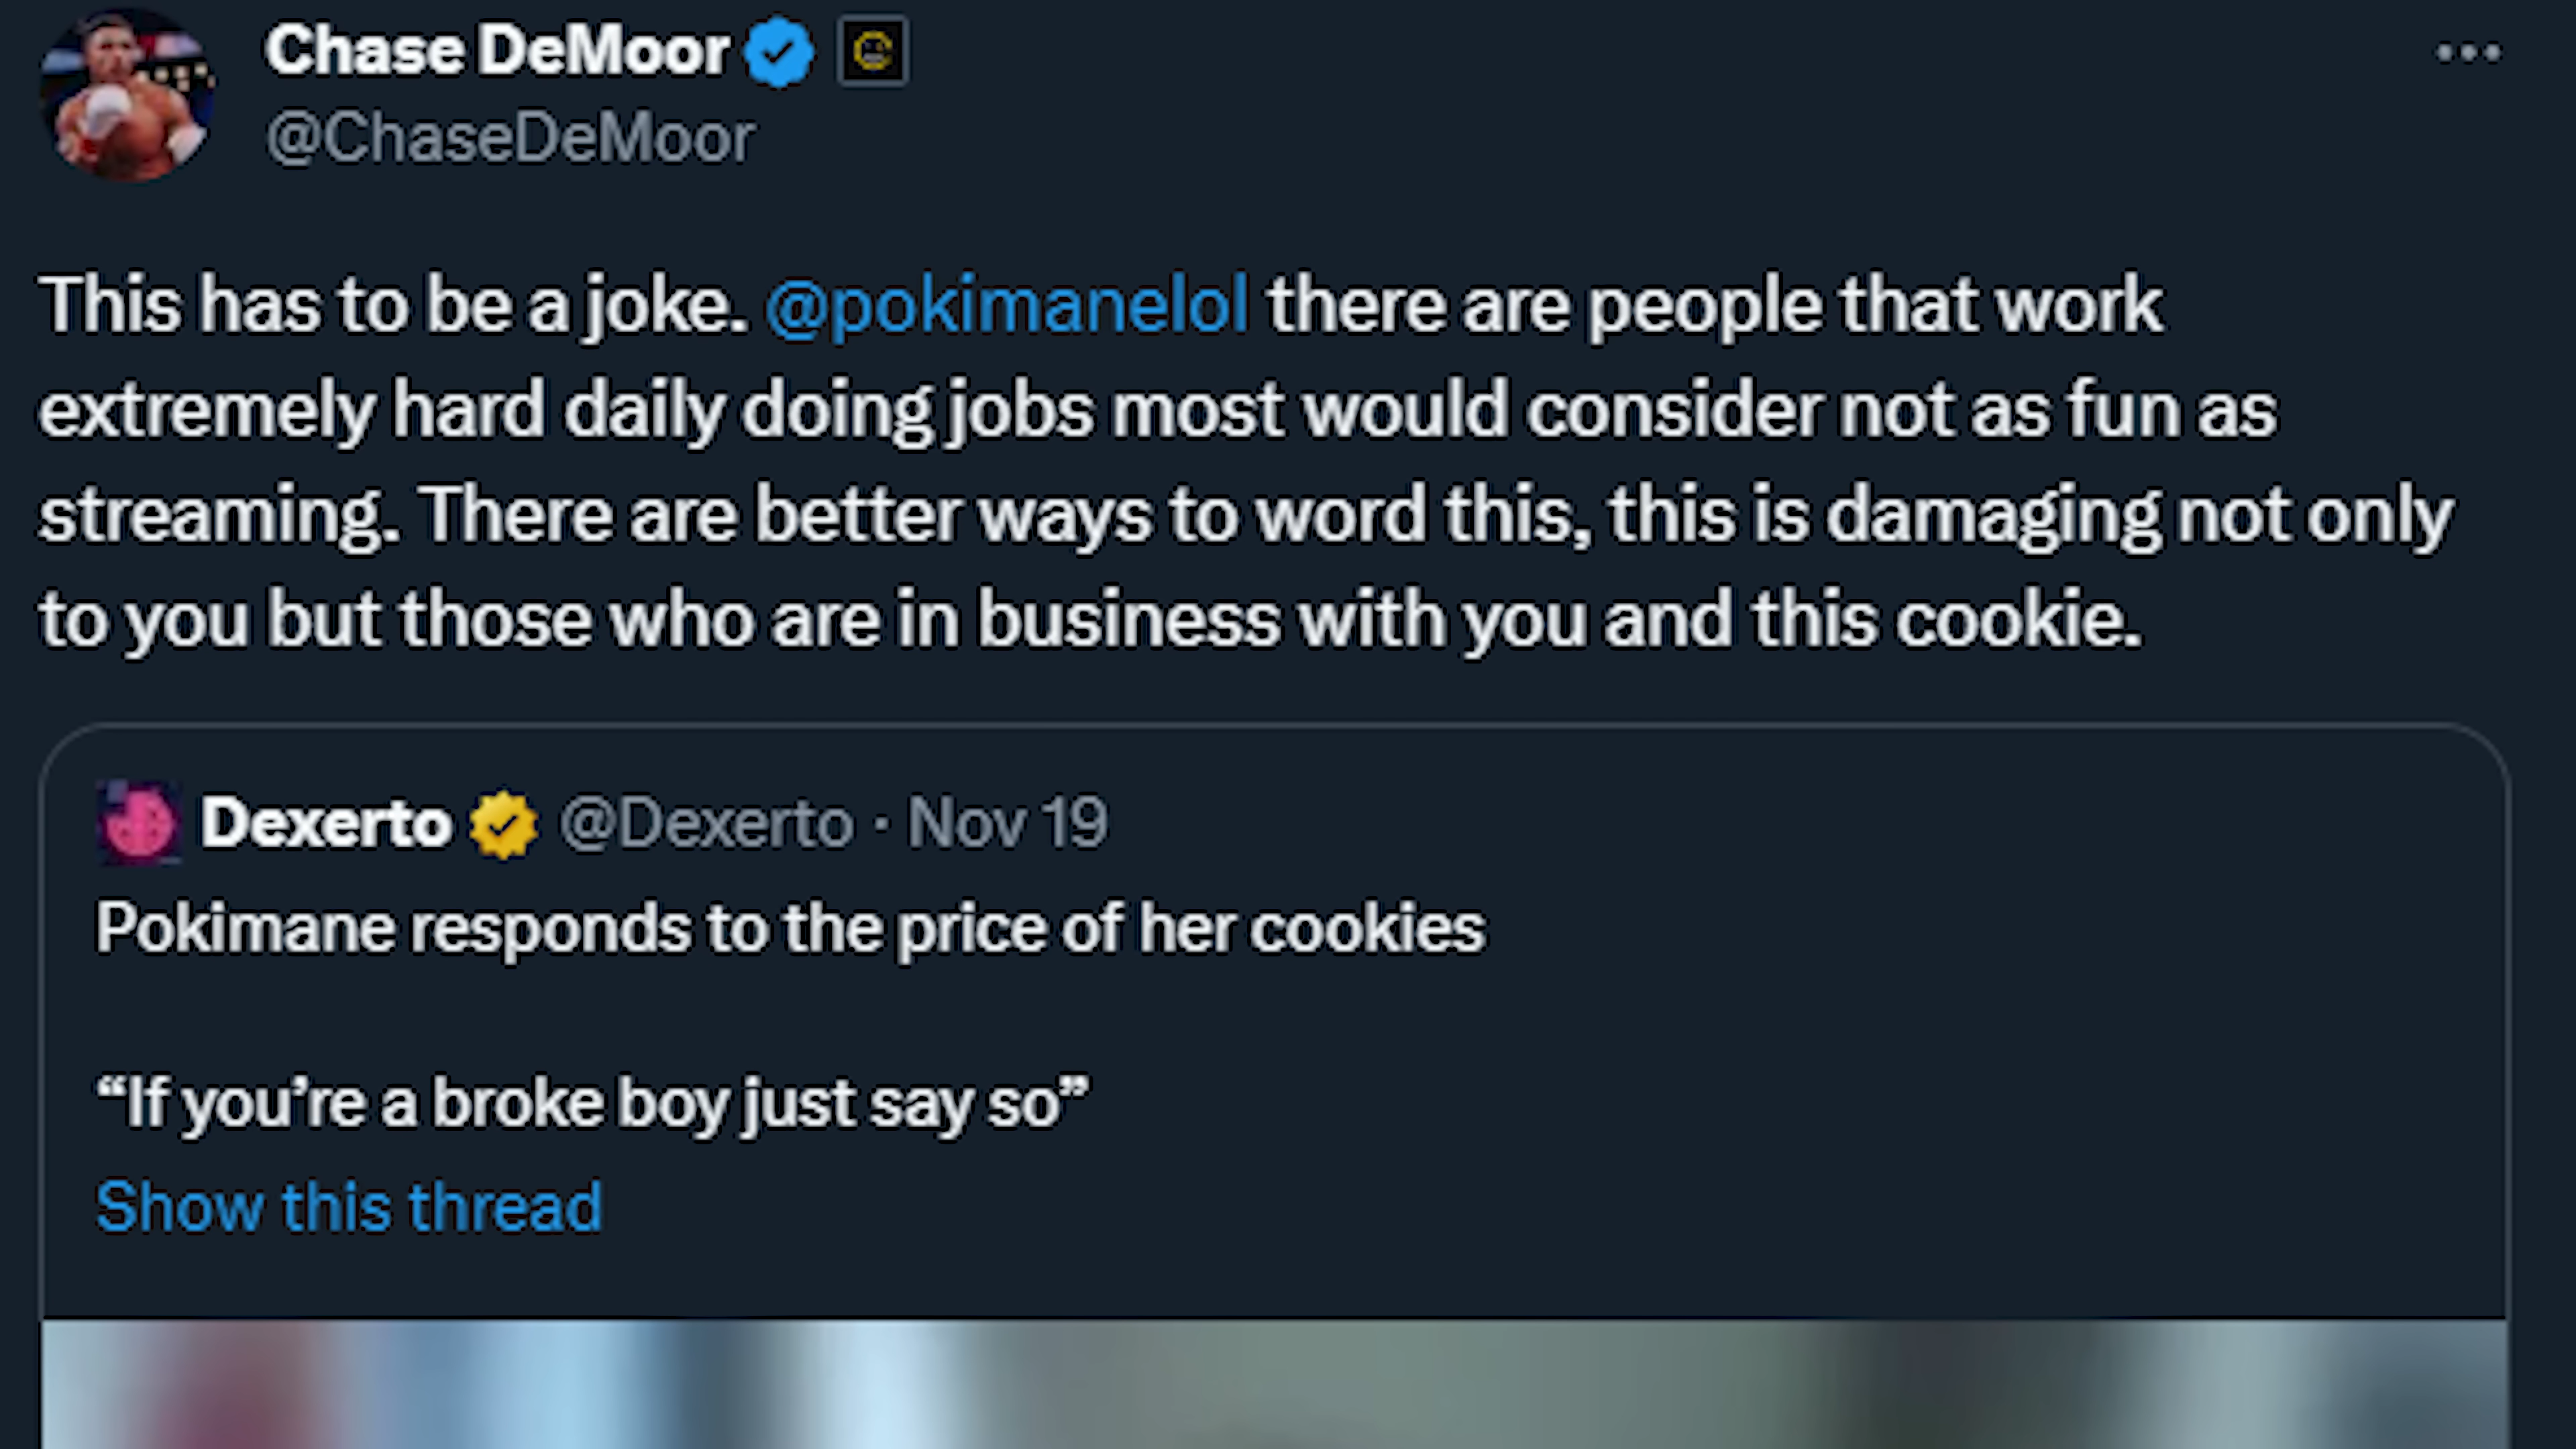 Chase DeMoor
@ChaseDeMoor
This has to be a joke. @pokimanelol there are people that work
extremely hard daily doing jobs most would consider not as fun as
streaming. There are better ways to word this, this is damaging not only
to you but those who are in business with you and this cookie.
Dexerto @Dexerto · Nov 19
Pokimane responds to the price of her cookies
“If you’re a broke boy just say so”
Show this thread